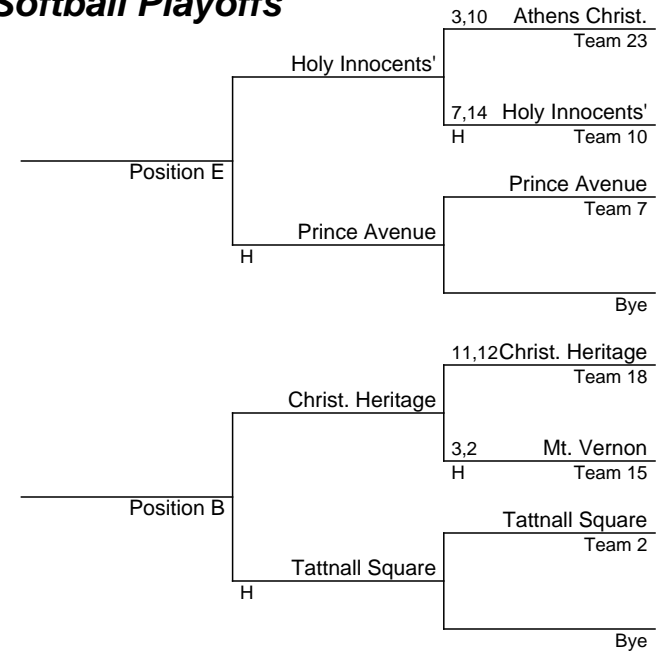 Softball Playoffs
3,10 Athens Christ.
Team 23
Holy Innocents'
7,14 Holy Innocents'
H Team 10
Position E
Prince Avenue
Team 7
Prince Avenue
H
Bye
11,12 Christ. Heritage
Team 18
Christ. Heritage
3,2 Mt. Vernon
H Team 15
Position B
Tattnall Square
Team 2
Tattnall Square
H
Bye